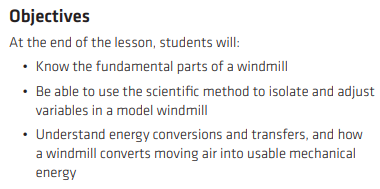 Objectives
At the end of the lesson, students will:
• Know the fundamental parts of a windmill
• Be able to use the scientific method to isolate and adjust
variables in a model windmill
• Understand energy conversions and transfers, and how
a windmill converts moving air into usable mechanical
energy